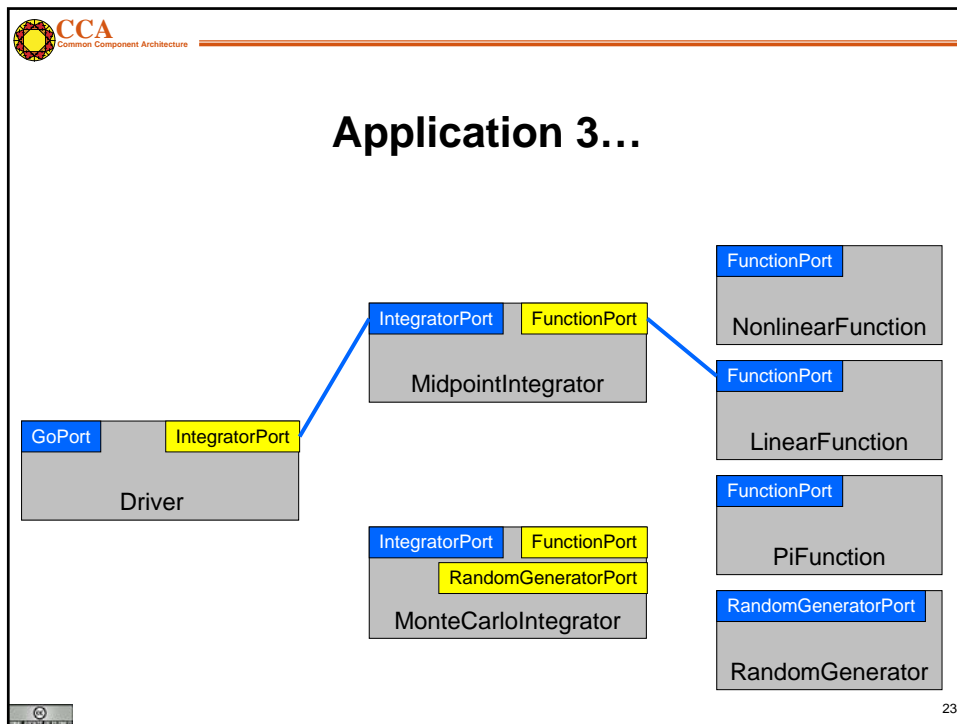 CCA
Common Component Architecture
Application 3…
FunctionPort
NonlinearFunction
IntegratorPort FunctionPort
MidpointIntegrator
FunctionPort
LinearFunction
GoPort IntegratorPort
Driver
FunctionPort
PiFunction
IntegratorPort FunctionPort
RandomGeneratorPort
MonteCarloIntegrator
RandomGeneratorPort
RandomGenerator
23